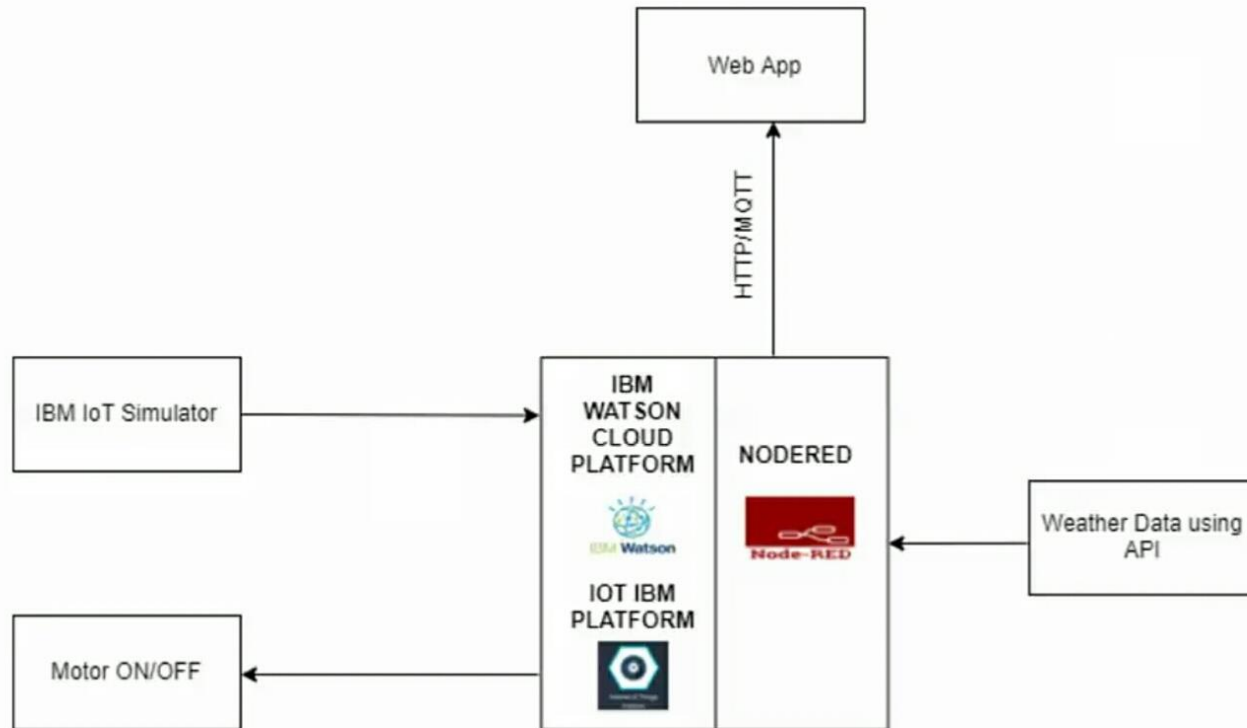 Web App
HTTP/MQTT
IBM IoT Simulator
IBM
WATSON
CLOUD
PLATFORM
NODERED
IBM Watson
Node-RED
Weather Data using
API
IOT IBM
PLATFORM
Motor ON/OFF